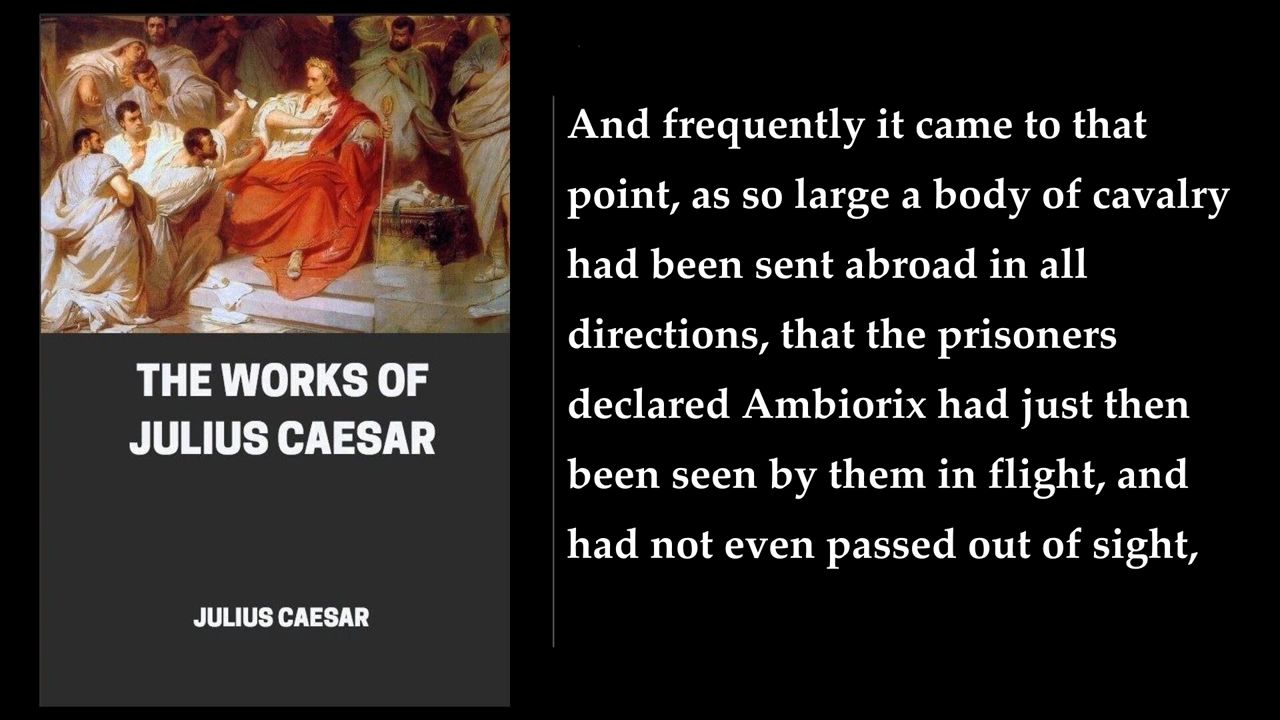 THE WORKS OF
JULIUS CAESAR
JULIUS CAESAR
And frequently it came to that
point, as so large a body of cavalry
had been sent abroad in all
directions, that the prisoners
declared Ambiorix had just then
been seen by them in flight, and
had not even passed out of sight,